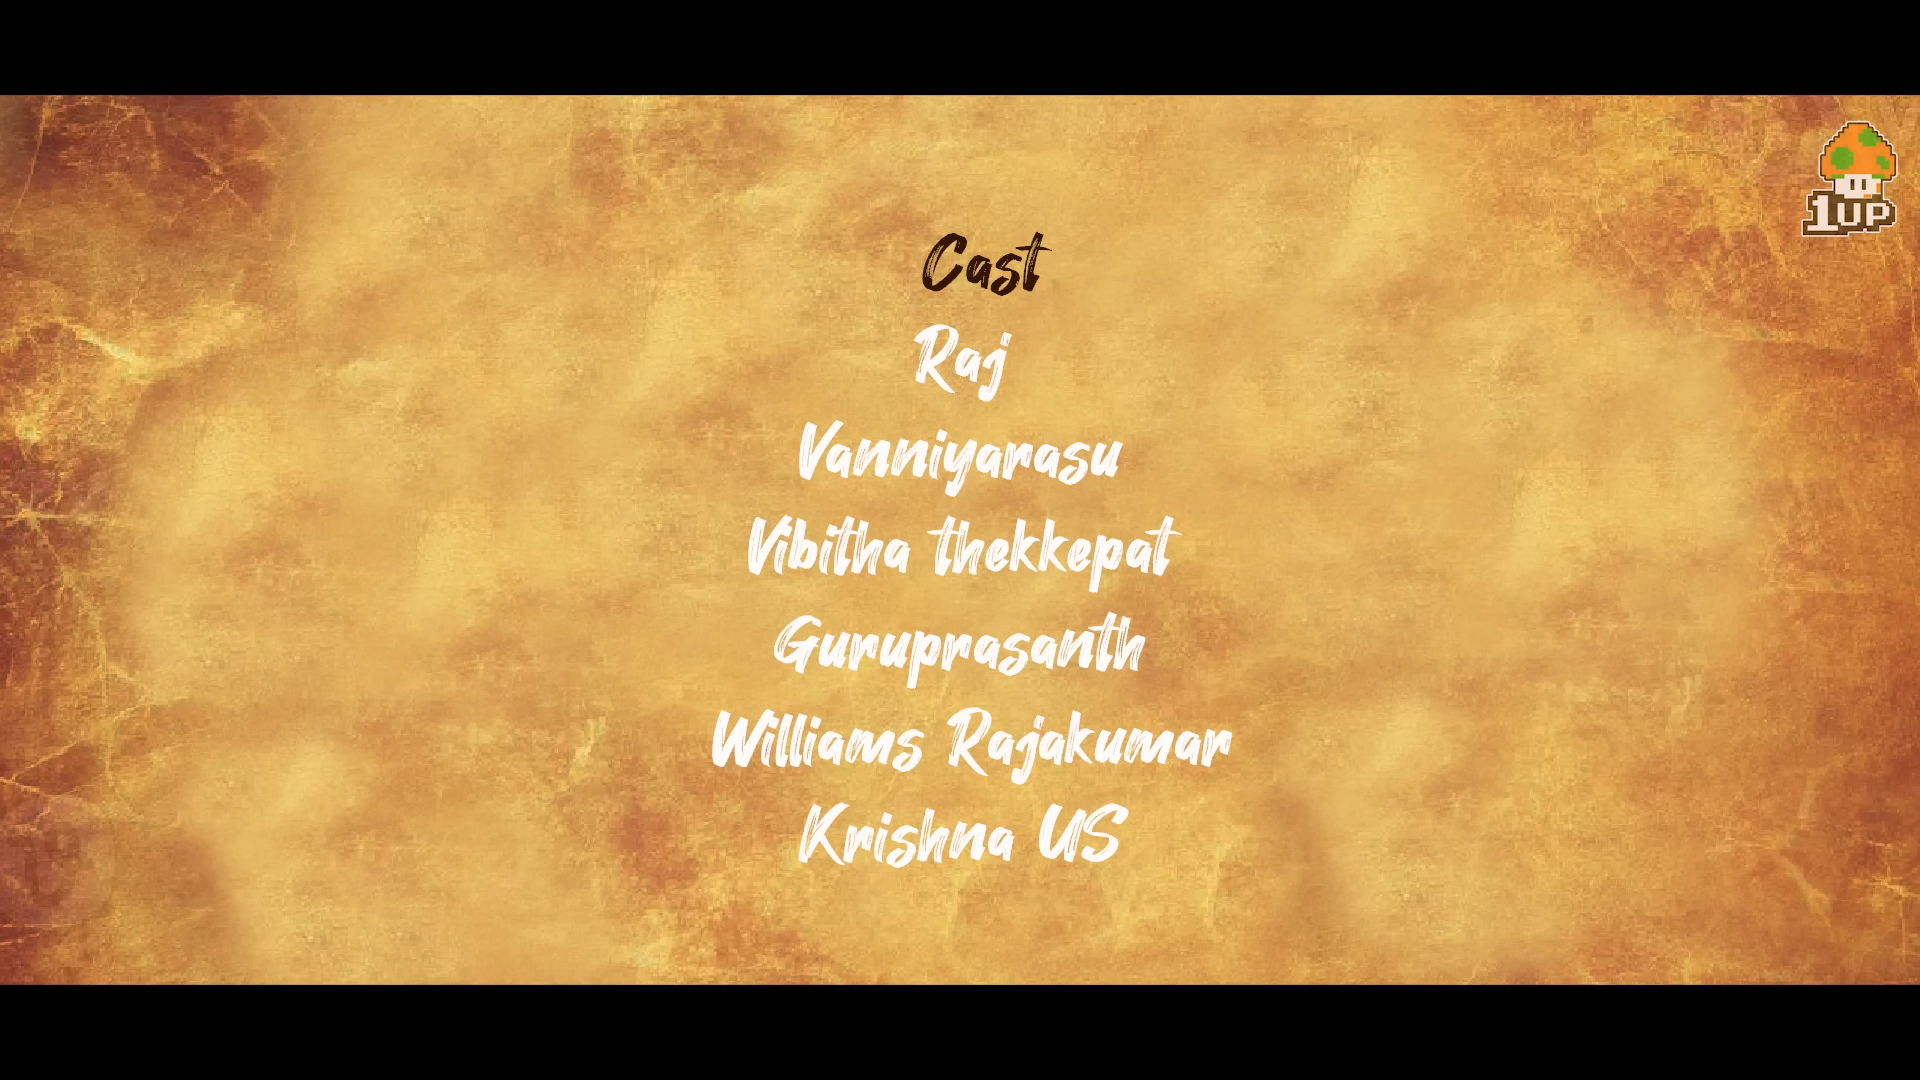 Cast
Raj
Vanniyarasu
Vibitha thekkepat
Guruprasanth
Williams Rajakumar
Krishna US
1UP